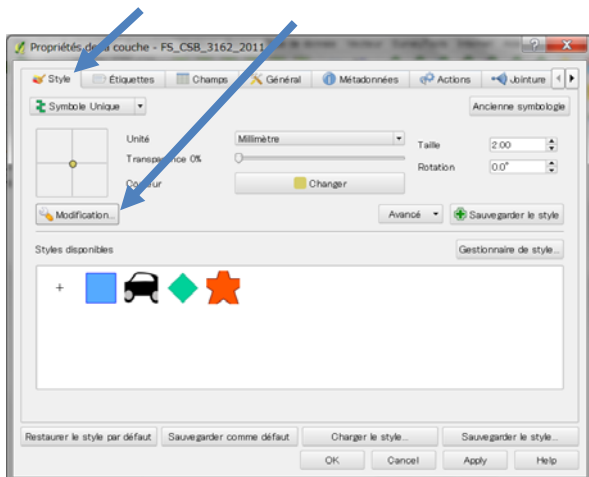 Propriétés de la couche - FS_CSB_3162_2011
Style Étiquettes Champs Général Métadonnées Actions Jointure
Symbole Unique Ancienne symbologie
Unité Millimètre Taille 2.00
Transparence 0% Rotation 0.0°
Couleur Changer
Modification... Avancé Sauvegarder le style
Styles disponibles Gestionnaire de style...
Restaurer le style par défaut Sauvegarder comme défaut Charger le style... Sauvegarder le style...
OK Cancel Apply Help